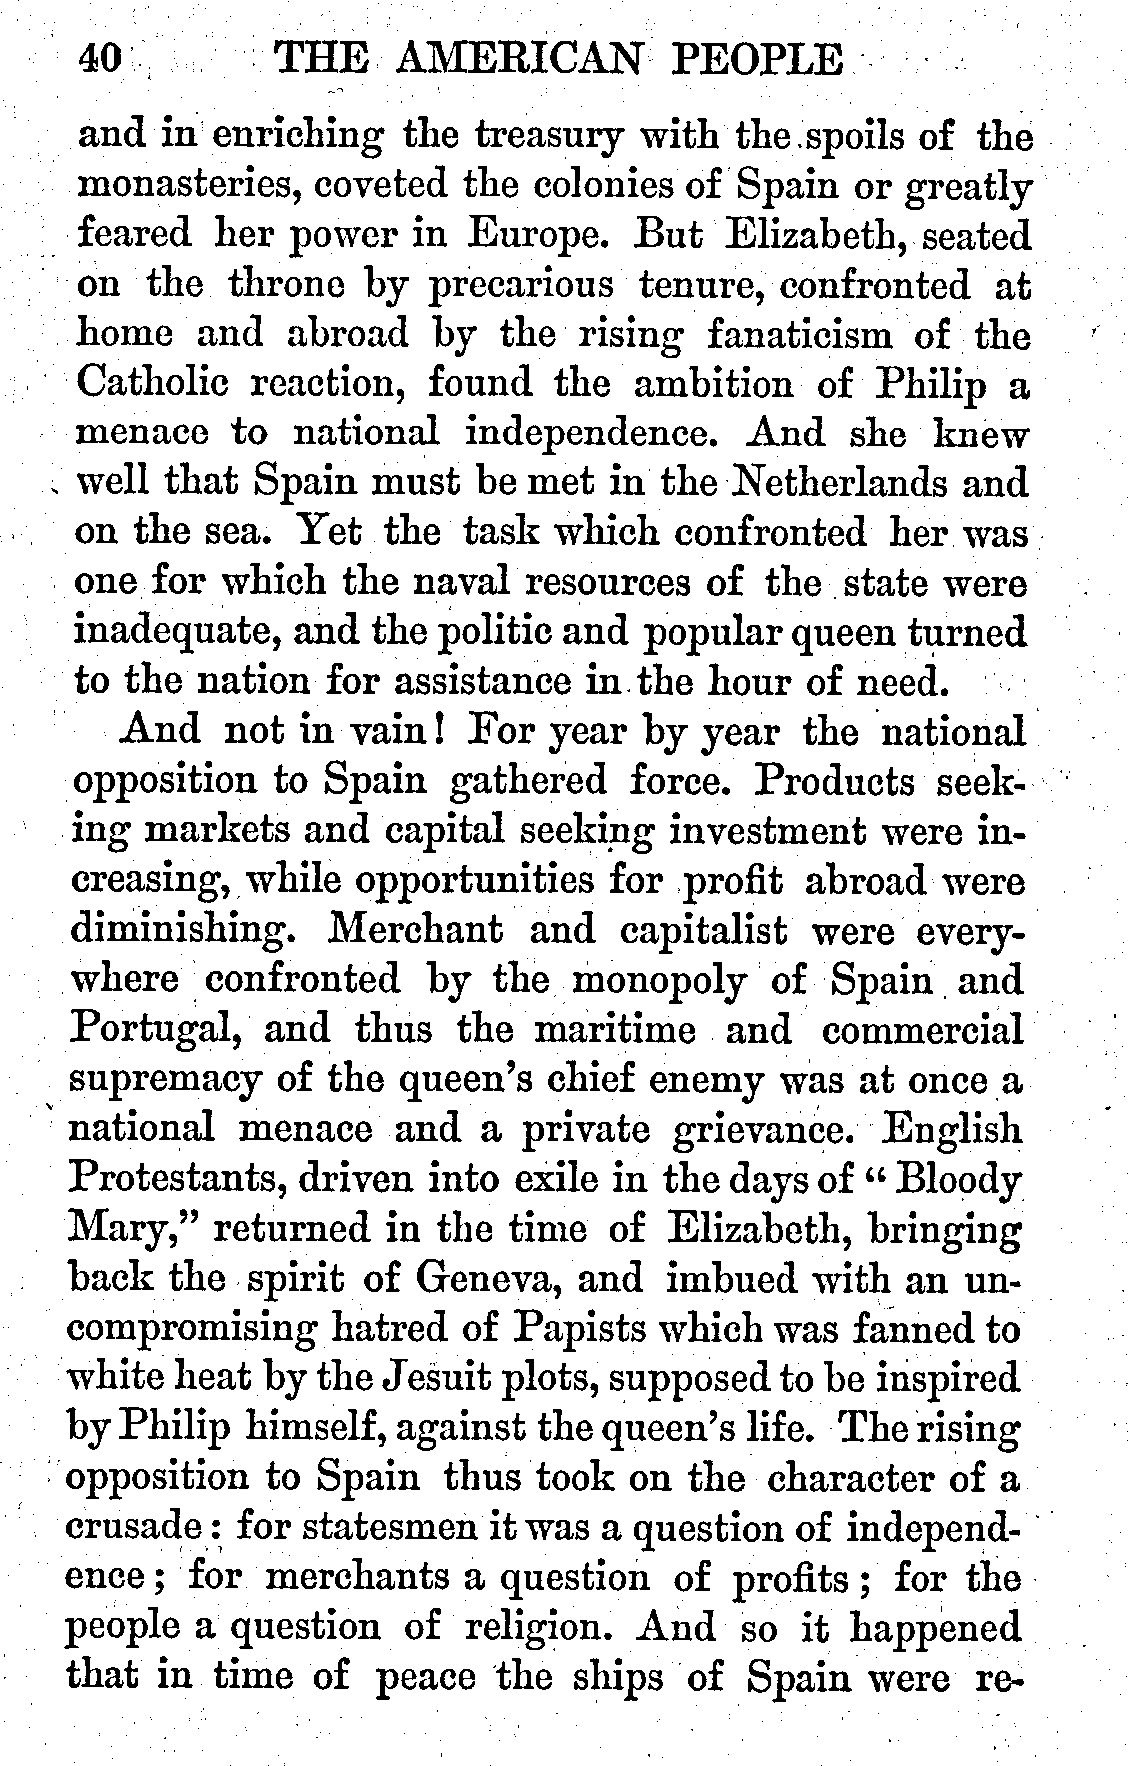 40 THE AMERICAN PEOPLE
and in enriching the treasury with the spoils of the
monasteries, coveted the colonies of Spain or greatly
feared her power in Europe. But Elizabeth, seated
on the throne by precarious tenure, confronted at
home and abroad by the rising fanaticism of the
Catholic reaction, found the ambition of Philip a
menace to national independence. And she knew
well that Spain must be met in the Netherlands and
on the sea. Yet the task which confronted her was
one for which the naval resources of the state were
inadequate, and the politic and popular queen turned
to the nation for assistance in the hour of need.
And not in vain! For year by year the national
opposition to Spain gathered force. Products seek-
ing markets and capital seeking investment were in-
creasing, while opportunities for profit abroad were
diminishing. Merchant and capitalist were every-
where confronted by the monopoly of Spain and
Portugal, and thus the maritime and commercial
supremacy of the queen's chief enemy was at once a
national menace and a private grievance. English
Protestants, driven into exile in the days of "Bloody
Mary," returned in the time of Elizabeth, bringing
back the spirit of Geneva, and imbued with an un-
compromising hatred of Papists which was fanned to
white heat by the Jesuit plots, supposed to be inspired
by Philip himself, against the queen's life. The rising
opposition to Spain thus took on the character of a
crusade: for statesmen it was a question of independ-
ence; for merchants a question of profits; for the
people a question of religion. And so it happened
that in time of peace the ships of Spain were re-